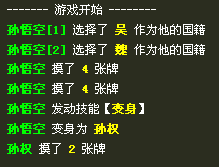 ------- 游戏开始 --------
孙悟空[1] 选择了 吴 作为他的国籍
孙悟空[2] 选择了 魏 作为他的国籍
孙悟空 摸了 4 张牌
孙悟空 摸了 4 张牌
孙悟空 发动技能【变身】
孙悟空 变身为 孙权
孙权 摸了 2 张牌